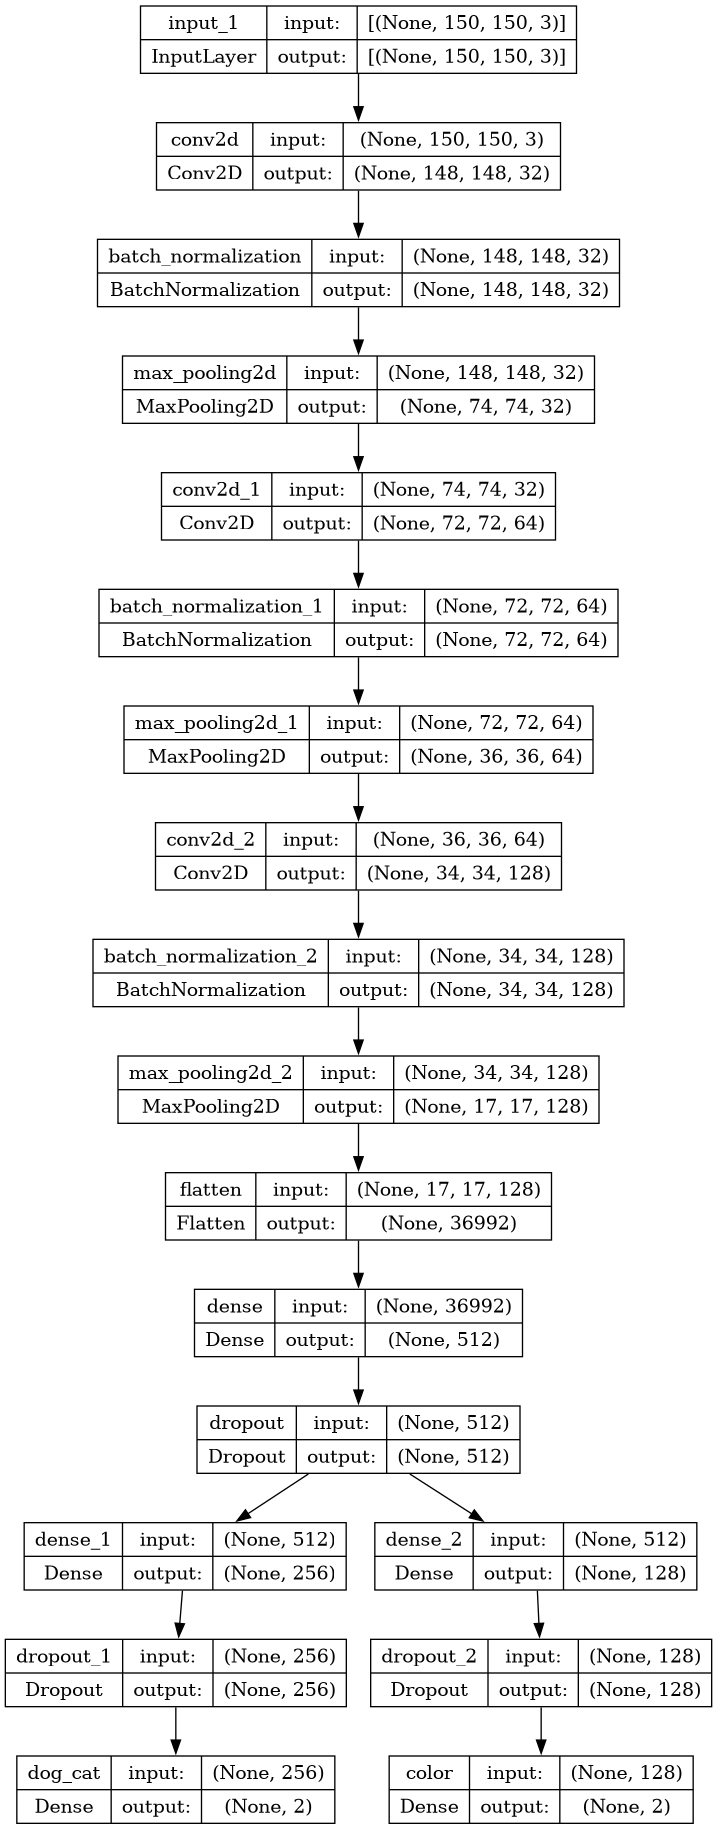 input_1 input: [(None, 150, 150, 3)]
InputLayer output: [(None, 150, 150, 3)]
conv2d input: (None, 150, 150, 3)
Conv2D output: (None, 148, 148, 32)
batch_normalization input: (None, 148, 148, 32)
BatchNormalization output: (None, 148, 148, 32)
max_pooling2d input: (None, 148, 148, 32)
MaxPooling2D output: (None, 74, 74, 32)
conv2d_1 input: (None, 74, 74, 32)
Conv2D output: (None, 72, 72, 64)
batch_normalization_1 input: (None, 72, 72, 64)
BatchNormalization output: (None, 72, 72, 64)
max_pooling2d_1 input: (None, 72, 72, 64)
MaxPooling2D output: (None, 36, 36, 64)
conv2d_2 input: (None, 36, 36, 64)
Conv2D output: (None, 34, 34, 128)
batch_normalization_2 input: (None, 34, 34, 128)
BatchNormalization output: (None, 34, 34, 128)
max_pooling2d_2 input: (None, 34, 34, 128)
MaxPooling2D output: (None, 17, 17, 128)
flatten input: (None, 17, 17, 128)
Flatten output: (None, 36992)
dense input: (None, 36992)
Dense output: (None, 512)
dropout input: (None, 512)
Dropout output: (None, 512)
dense_1 input: (None, 512)
Dense output: (None, 256)
dense_2 input: (None, 512)
Dense output: (None, 128)
dropout_1 input: (None, 256)
Dropout output: (None, 256)
dropout_2 input: (None, 128)
Dropout output: (None, 128)
dog_cat input: (None, 256)
Dense output: (None, 2)
color input: (None, 128)
Dense output: (None, 2)